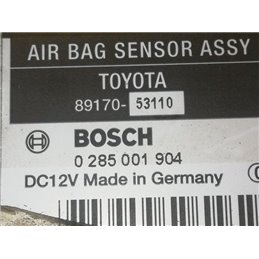 AIR BAG SENSOR ASSY
TOYOTA
89170- 53110
BOSCH
0 285 001 904
DC12V Made in Germany